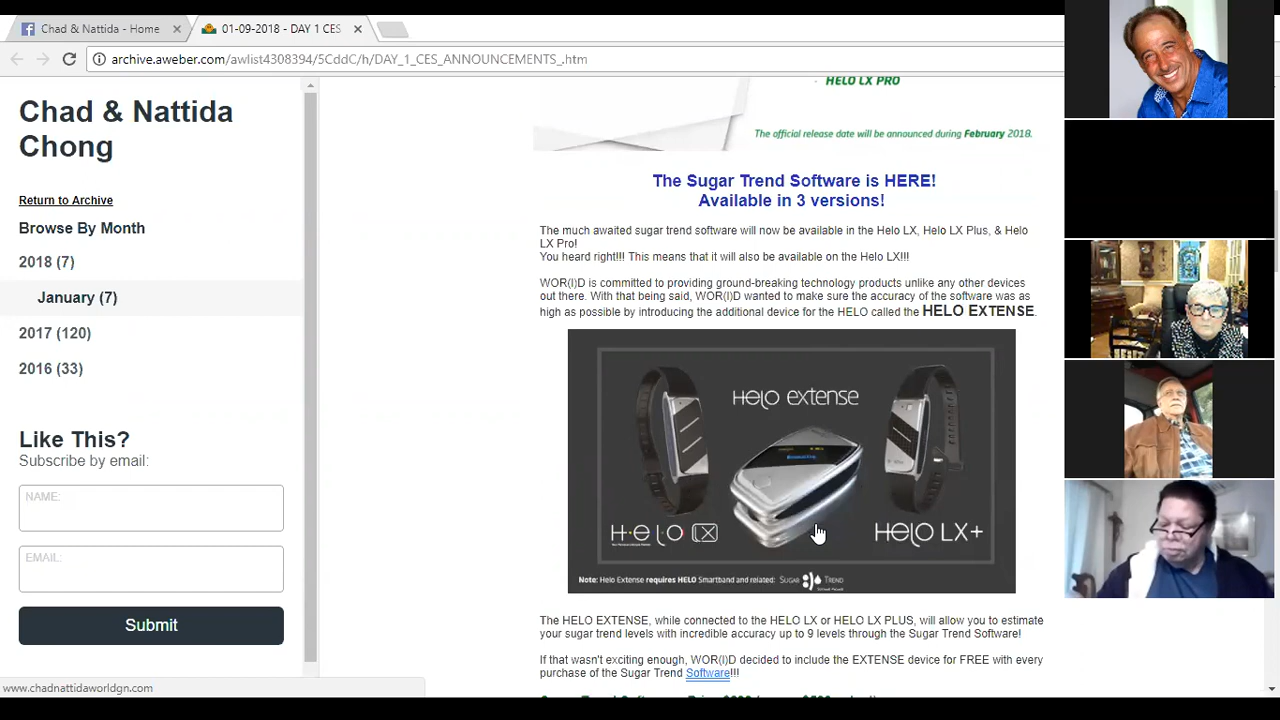 Chad & Nattida - Home
01-09-2018 - DAY 1 CES
archive.aweber.com/awlist4308394/5CddC/h/DAY_1_CES_ANNOUNCEMENTS_.htm
Chad & Nattida
Chong
Return to Archive
Browse By Month
2018 (7)
January (7)
2017 (120)
2016 (33)
Like This?
Subscribe by email:
NAME:
EMAIL:
Submit
www.chadnattidaworldgn.com
HELO LX PRO
The official release date will be announced during February 2018.
The Sugar Trend Software is HERE!
Available in 3 versions!
The much awaited sugar trend software will now be available in the Helo LX, Helo LX Plus, & Helo
LX Pro!
You heard right!!! This means that it will also be available on the Helo LX!!!
WOR(I)D is committed to providing ground-breaking technology products unlike any other devices
out there. With that being said, WOR(I)D wanted to make sure the accuracy of the software was as
high as possible by introducing the additional device for the HELO called the HELO EXTENSE.
HELO extense
HELO LX
HELO LX+
Note: Helo Extense requires HELO Smartband and related: SUGAR TREND
The HELO EXTENSE, while connected to the HELO LX or HELO LX PLUS, will allow you to estimate
your sugar trend levels with incredible accuracy up to 9 levels through the Sugar Trend Software!
If that wasn't exciting enough, WOR(I)D decided to include the EXTENSE device for FREE with every
purchase of the Sugar Trend Software!!!